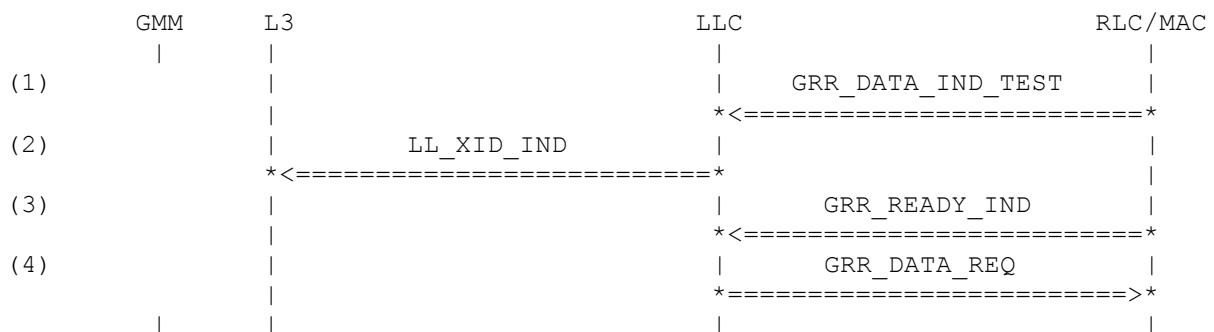 GMM L3 LLC RLC/MAC
| | | |
(1) | | GRR_DATA_IND_TEST |
| *<=========================*
(2) | LL_XID_IND | |
*<==========================* |
(3) | | GRR_READY_IND |
| *<=========================*
(4) | | GRR_DATA_REQ |
| *=========================>*
| | | |